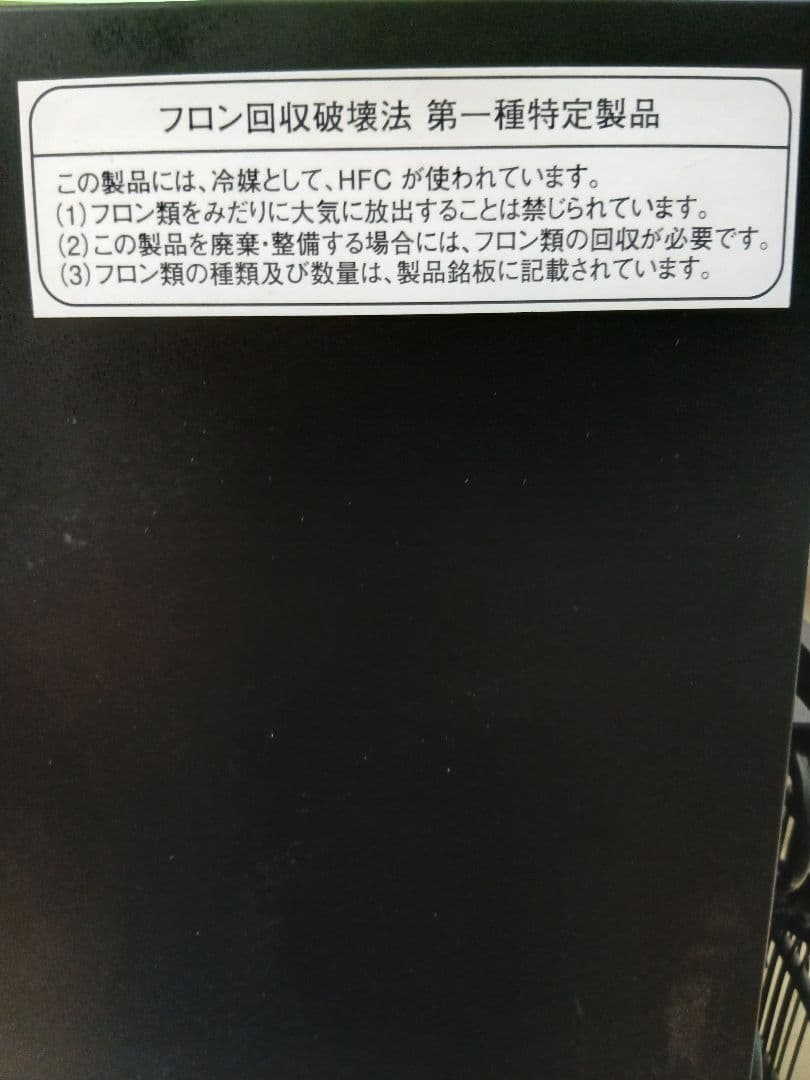 フロン回収破壊法 第一種特定製品
この製品には、冷媒として、HFC が使われています。
(1)フロン類をみだりに大気に放出することは禁じられています。
(2)この製品を廃棄・整備する場合には、フロン類の回収が必要です。
(3)フロン類の種類及び数量は、製品銘板に記載されています。